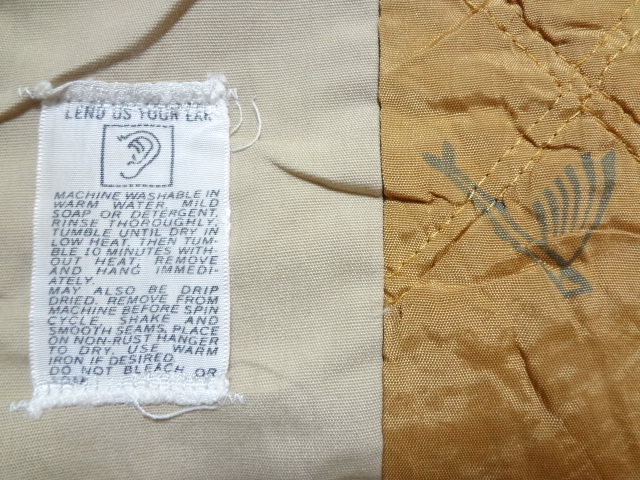 LEND US YOUR EAR
MACHINE WASHABLE IN
WARM WATER. MILD
SOAP OR DETERGENT.
RINSE THOROUGHLY.
TUMBLE UNTIL DRY IN
LOW HEAT, THEN TUM-
BLE 10 MINUTES WITH-
OUT HEAT. REMOVE
AND HANG IMMEDI-
ATELY.
MAY ALSO BE DRIP
DRIED. REMOVE FROM
MACHINE BEFORE SPIN
CYCLE. SHAKE AND
SMOOTH SEAMS, PLACE
ON NON-RUST HANGER
TO DRY. USE WARM
IRON IF DESIRED.
DO NOT BLEACH OR